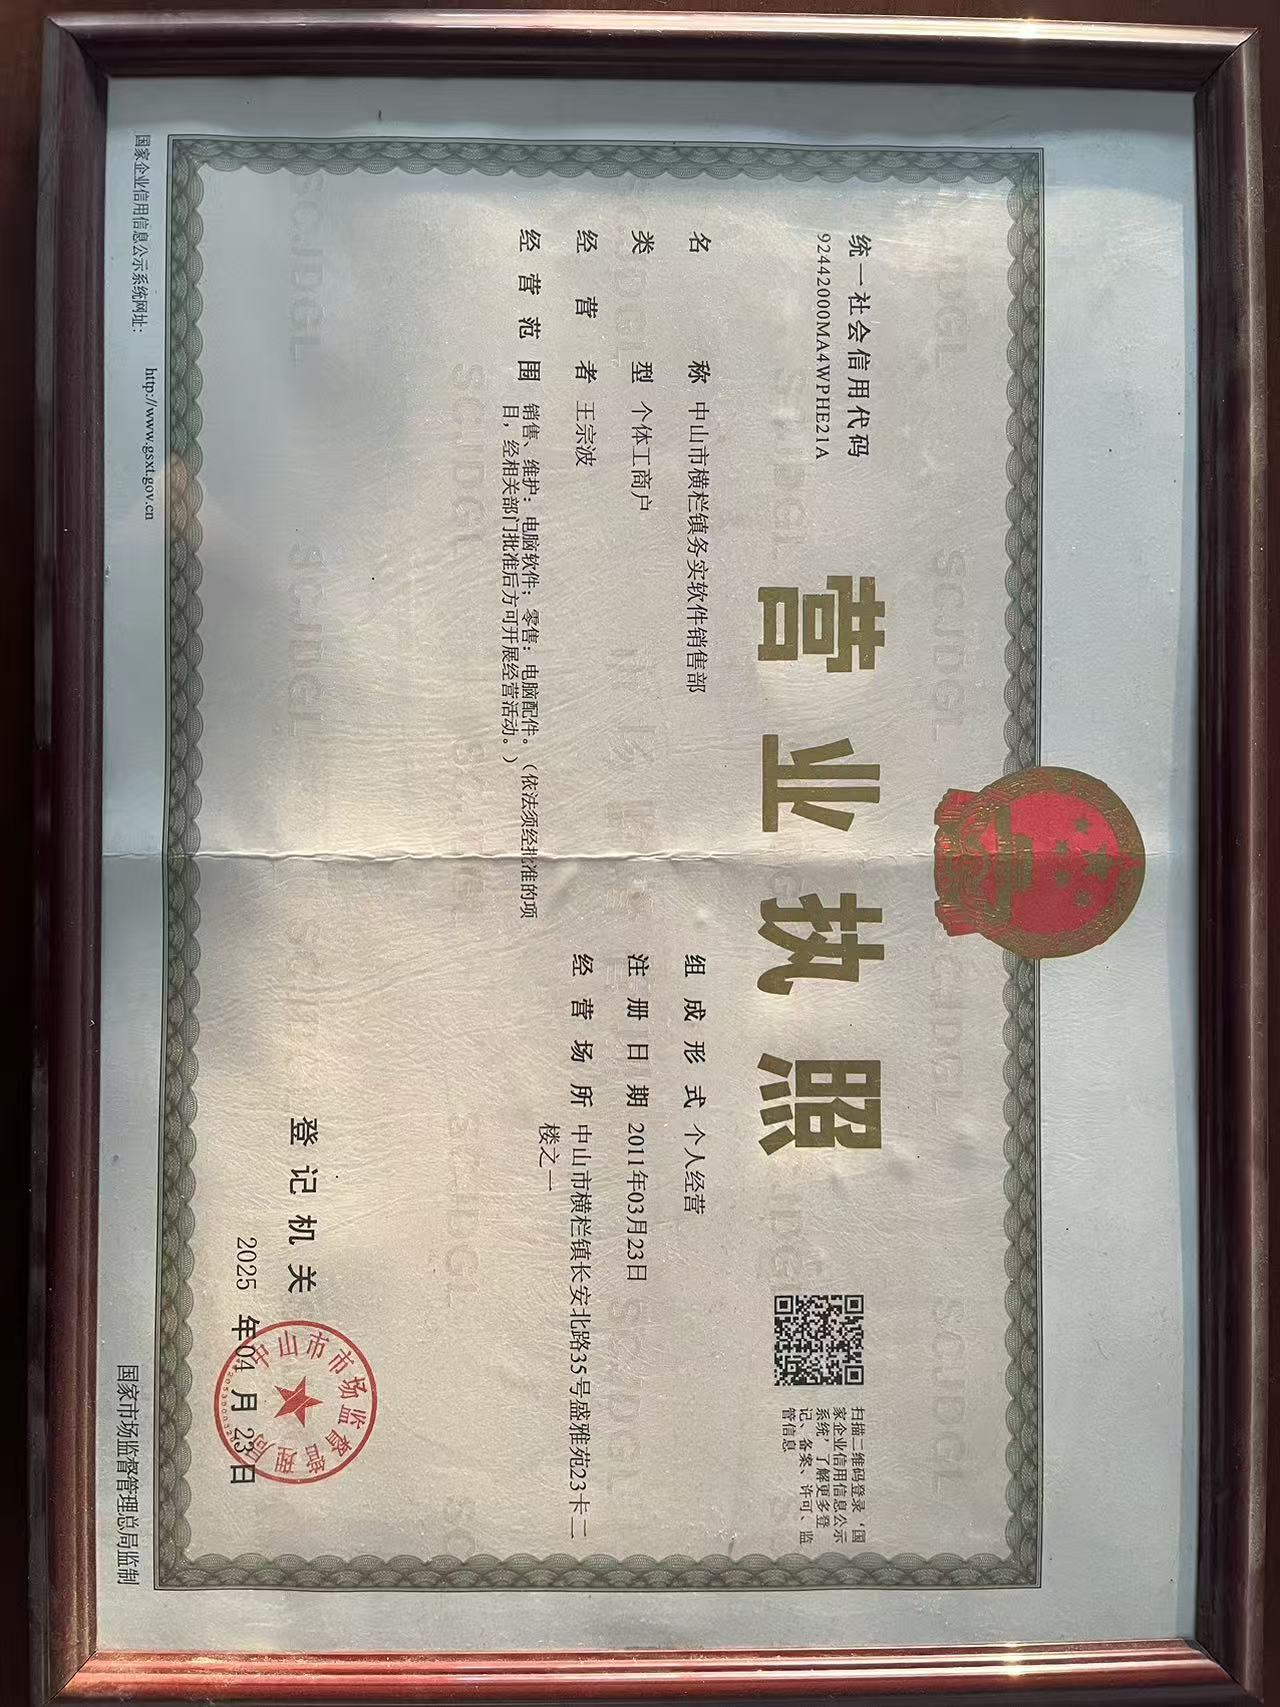 统一社会信用代码
92442000MA4WPHE21A
营业执照
扫描二维码登录‘国
家企业信用信息公示
系统’了解更多登
记、备案、许可、监
管信息
名称 中山市横栏镇务实软件销售部
类型 个体工商户
经营者 王宗波
经营范围 销售、维护：电脑软件；零售：电脑配件。（依法须经批准的项
目，经相关部门批准后方可开展经营活动。）
组成形式 个人经营
注册日期 2011年03月23日
经营场所 中山市横栏镇长安北路35号盛雅苑23卡二
楼之一
登记机关
2025 年 04 月 23 日
中山市市场监督管理局
国家企业信用信息公示系统网址： http://www.gsxt.gov.cn
国家市场监督管理总局监制